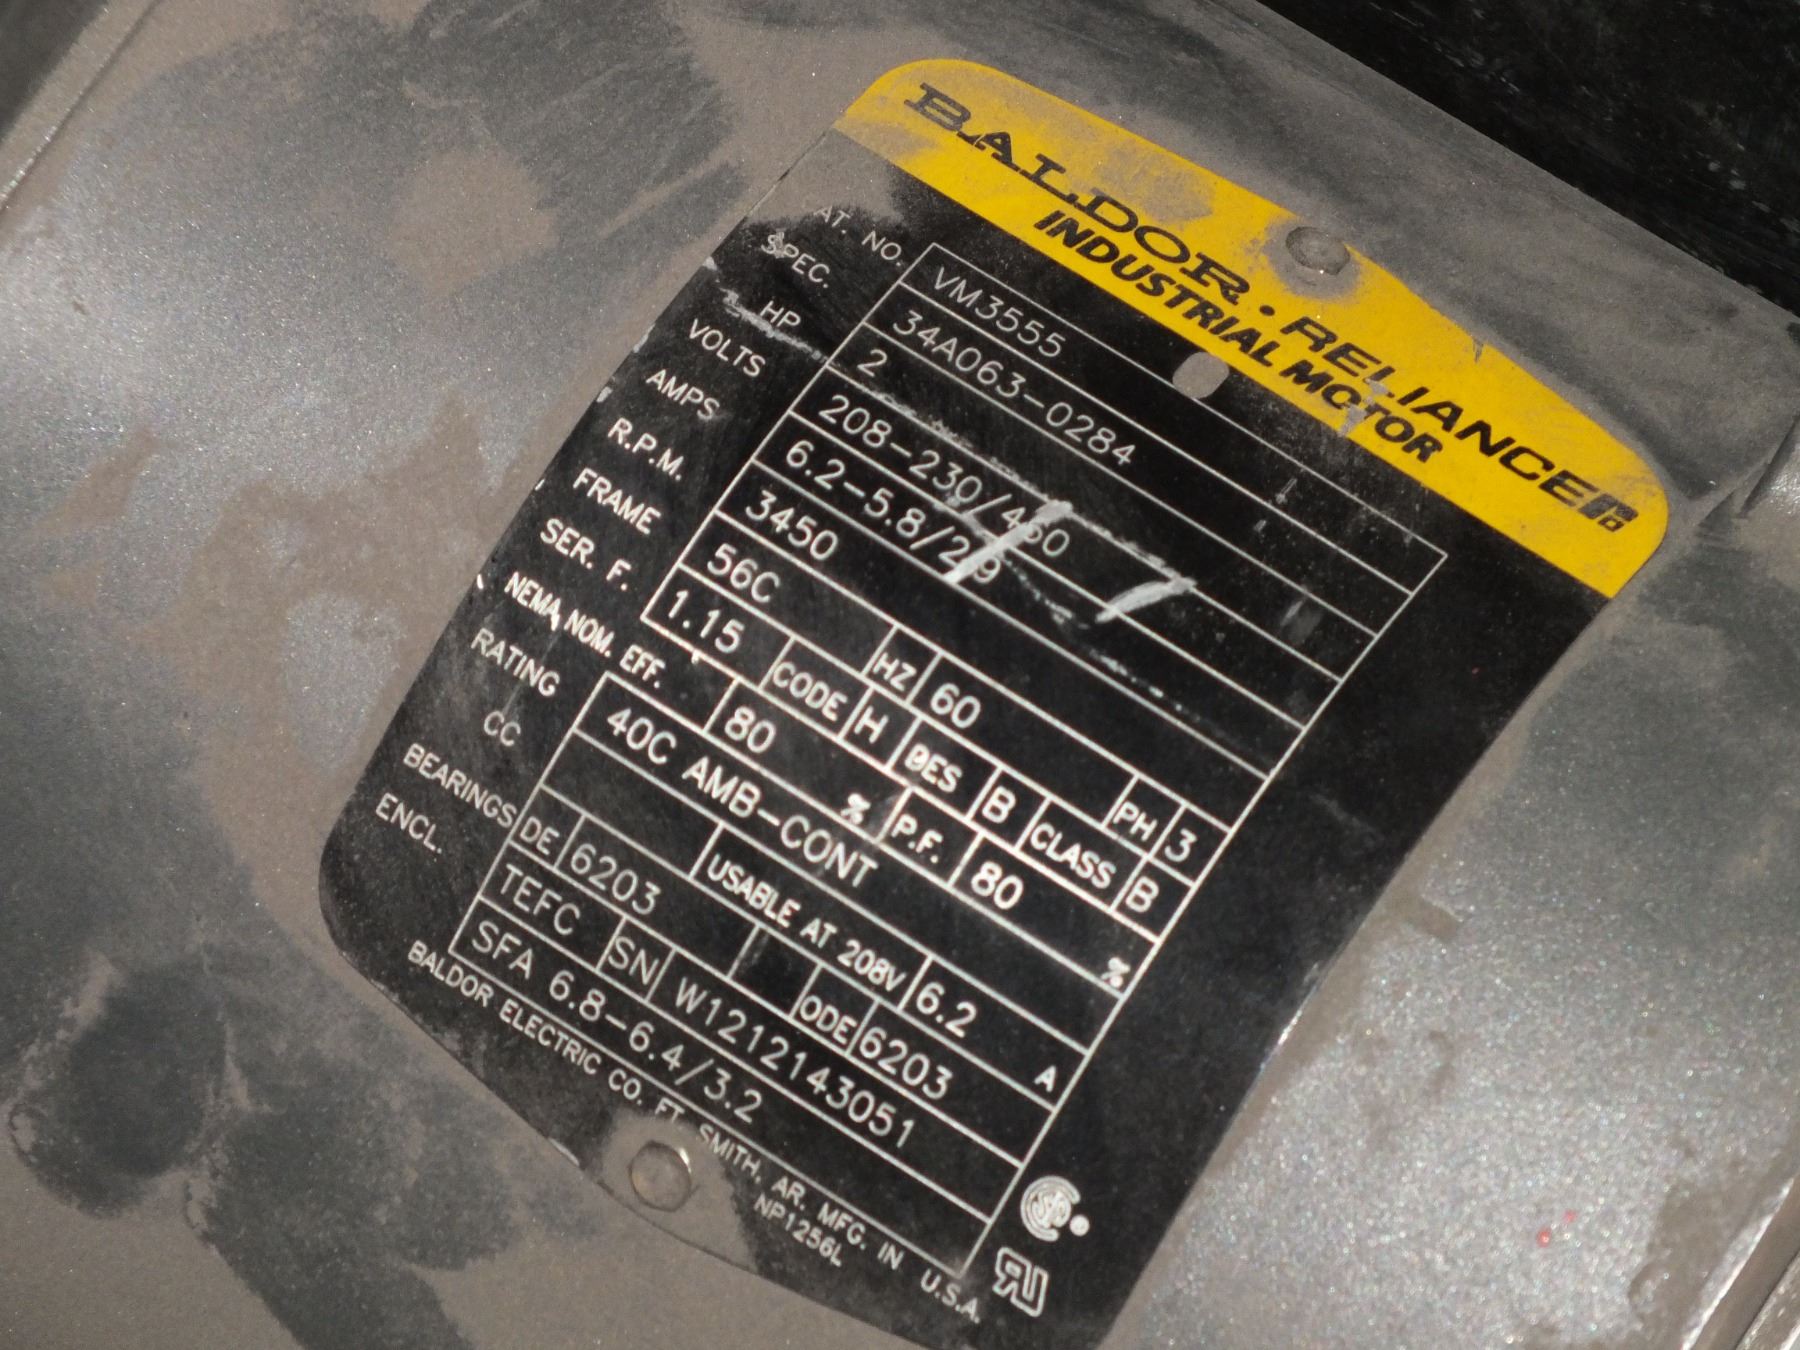 BALDOR · RELIANCE
INDUSTRIAL MOTOR
CAT. NO. VM3555
SPEC. 34A063-0284
HP 2
VOLTS 208-230/460
AMPS 6.2-5.8/2.9
R.P.M. 3450
FRAME 56C HZ 60 PH 3
SER. F. 1.15 CODE H DES B CLASS B
NEMA NOM. EFF. 80 % P.F. 80 %
RATING 40C AMB-CONT
CC USABLE AT 208V 6.2 A
BEARINGS DE 6203 ODE 6203
ENCL. TEFC SN W1212143051
SFA 6.8-6.4/3.2
BALDOR ELECTRIC CO. FT. SMITH, AR. MFG. IN U.S.A.
NP1256L